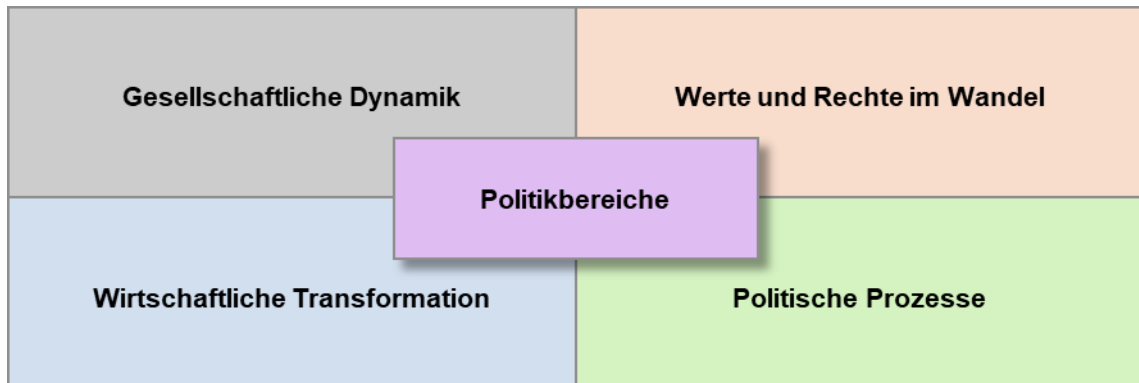 Gesellschaftliche Dynamik
Werte und Rechte im Wandel
Politikbereiche
Wirtschaftliche Transformation
Politische Prozesse